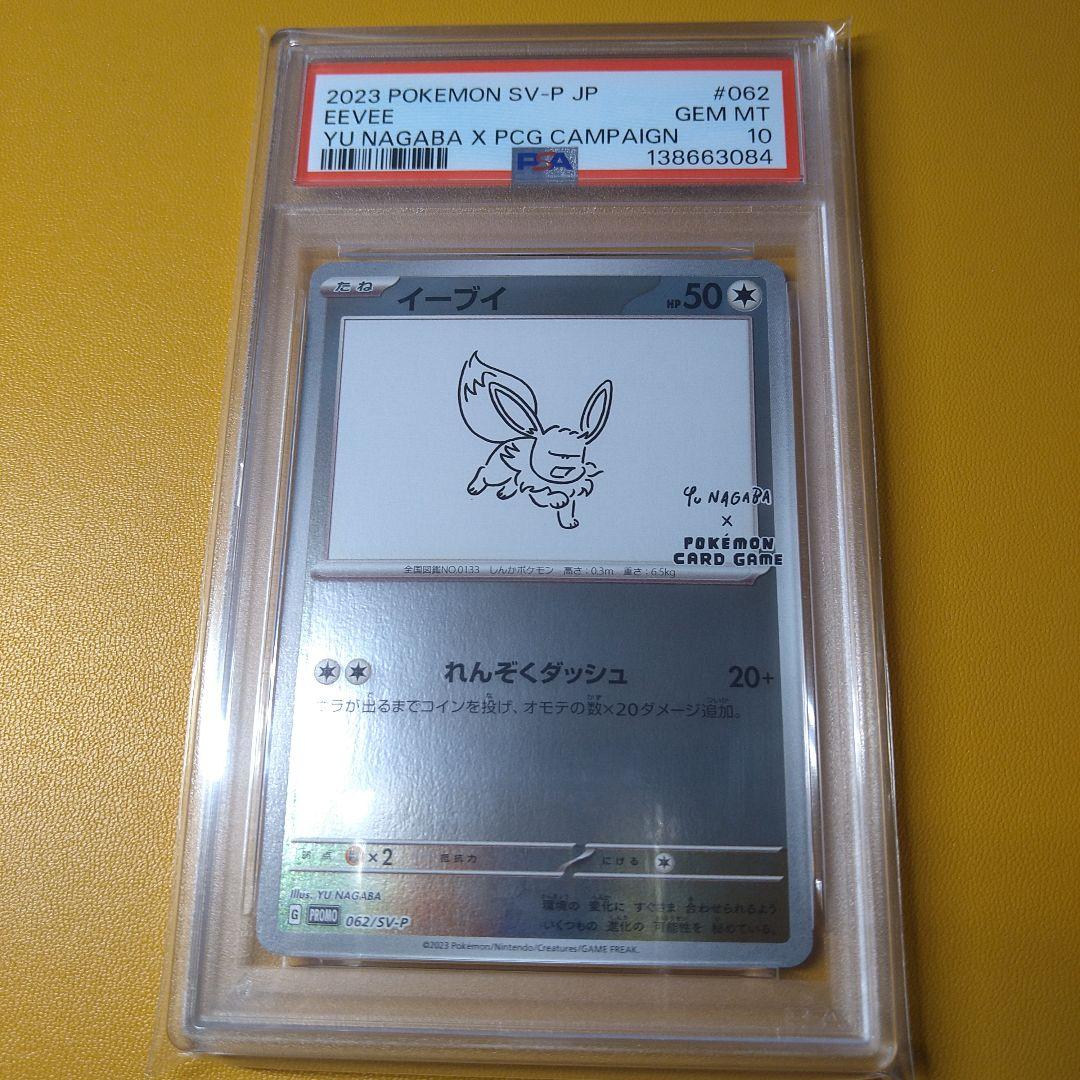 2023 POKEMON SV-P JP #062
EEVEE GEM MT
YU NAGABA X PCG CAMPAIGN 10
PSA 138663084
たね イーブイ HP 50
YU NAGABA
×
POKÉMON
CARD GAME
全国図鑑NO.0133 しんかポケモン 高さ:0.3m 重さ:6.5kg
れんぞくダッシュ 20+
ウラが出るまでコインを投げ、オモテの数×20ダメージ追加。
弱点 ×2 抵抗力 にげる
Illus. YU NAGABA
G PROMO 062/SV-P
環境の 変化に すぐさま 合わせられるよう
いくつもの 進化の 可能性を 秘めている。
©2023 Pokémon/Nintendo/Creatures/GAME FREAK.